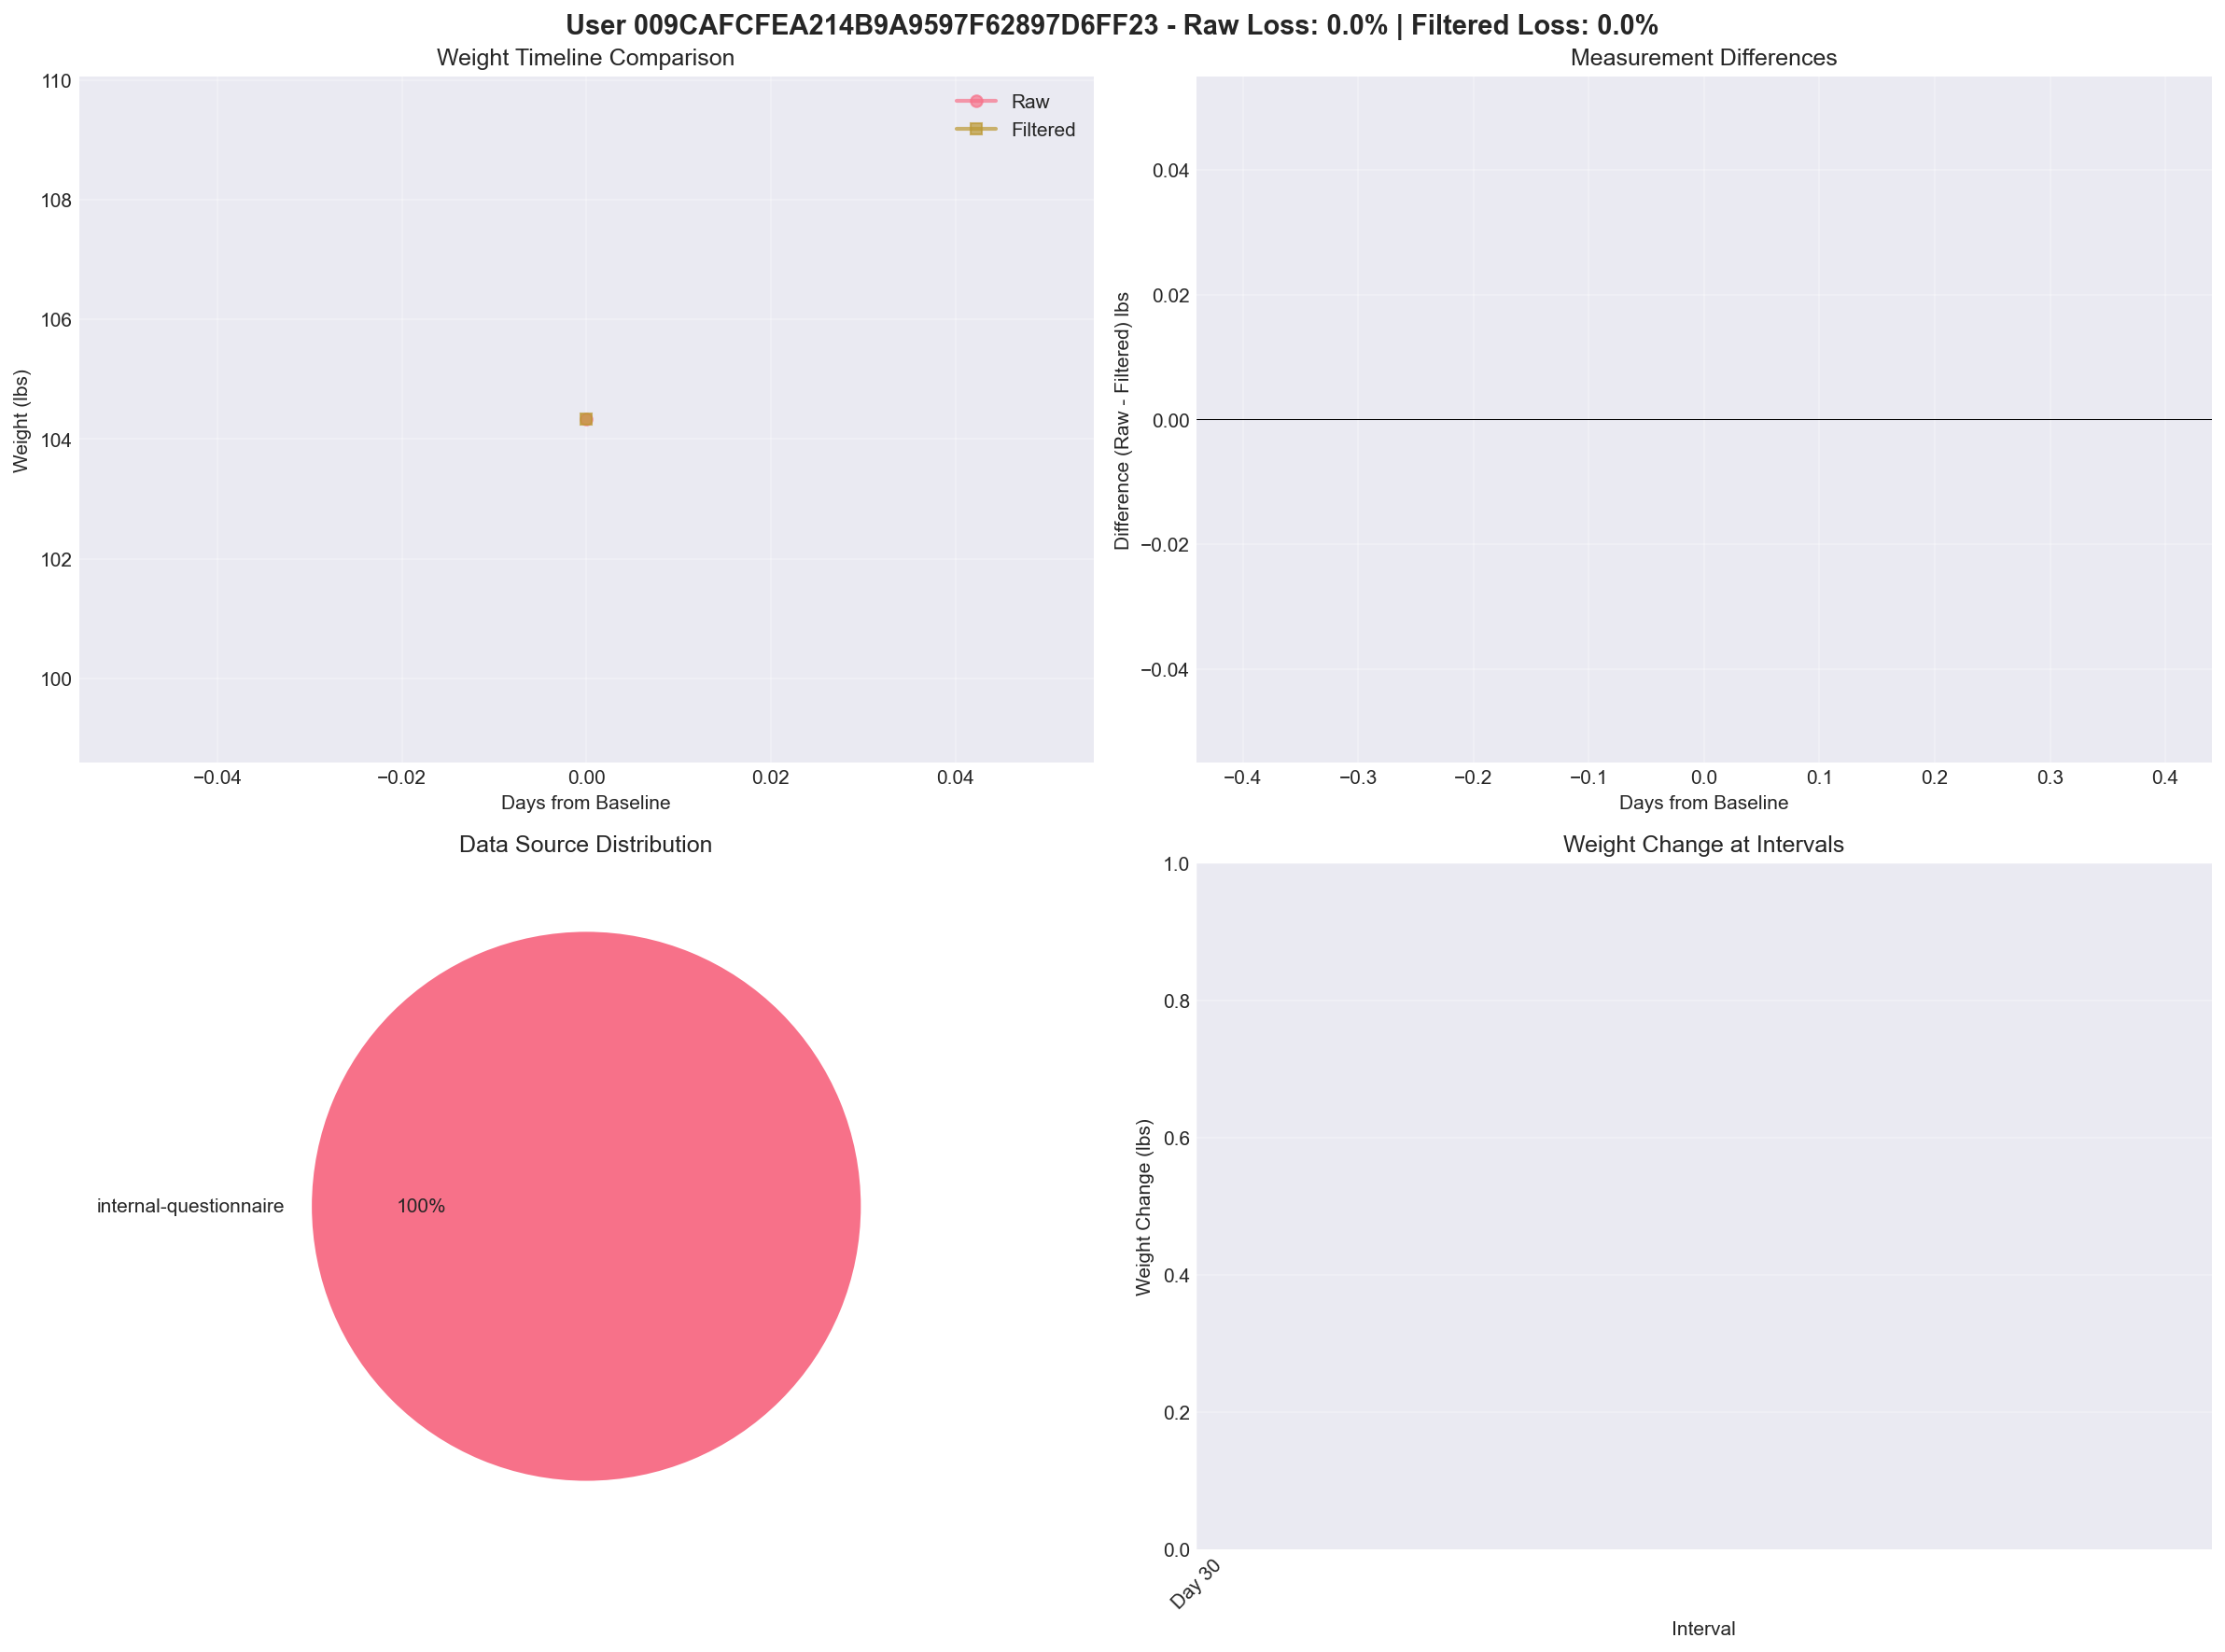 User 009CAFCFEA214B9A9597F62897D6FF23 - Raw Loss: 0.0% | Filtered Loss: 0.0%
Weight Timeline Comparison
110
108
106
104
102
100
Weight (lbs)
Raw
Filtered
−0.04
−0.02
0.00
0.02
0.04
Days from Baseline
Measurement Differences
0.04
0.02
0.00
−0.02
−0.04
Difference (Raw - Filtered) lbs
−0.4
−0.3
−0.2
−0.1
0.0
0.1
0.2
0.3
0.4
Days from Baseline
Data Source Distribution
internal-questionnaire
100%
Weight Change at Intervals
1.0
0.8
0.6
0.4
0.2
0.0
Weight Change (lbs)
Day 30
Interval